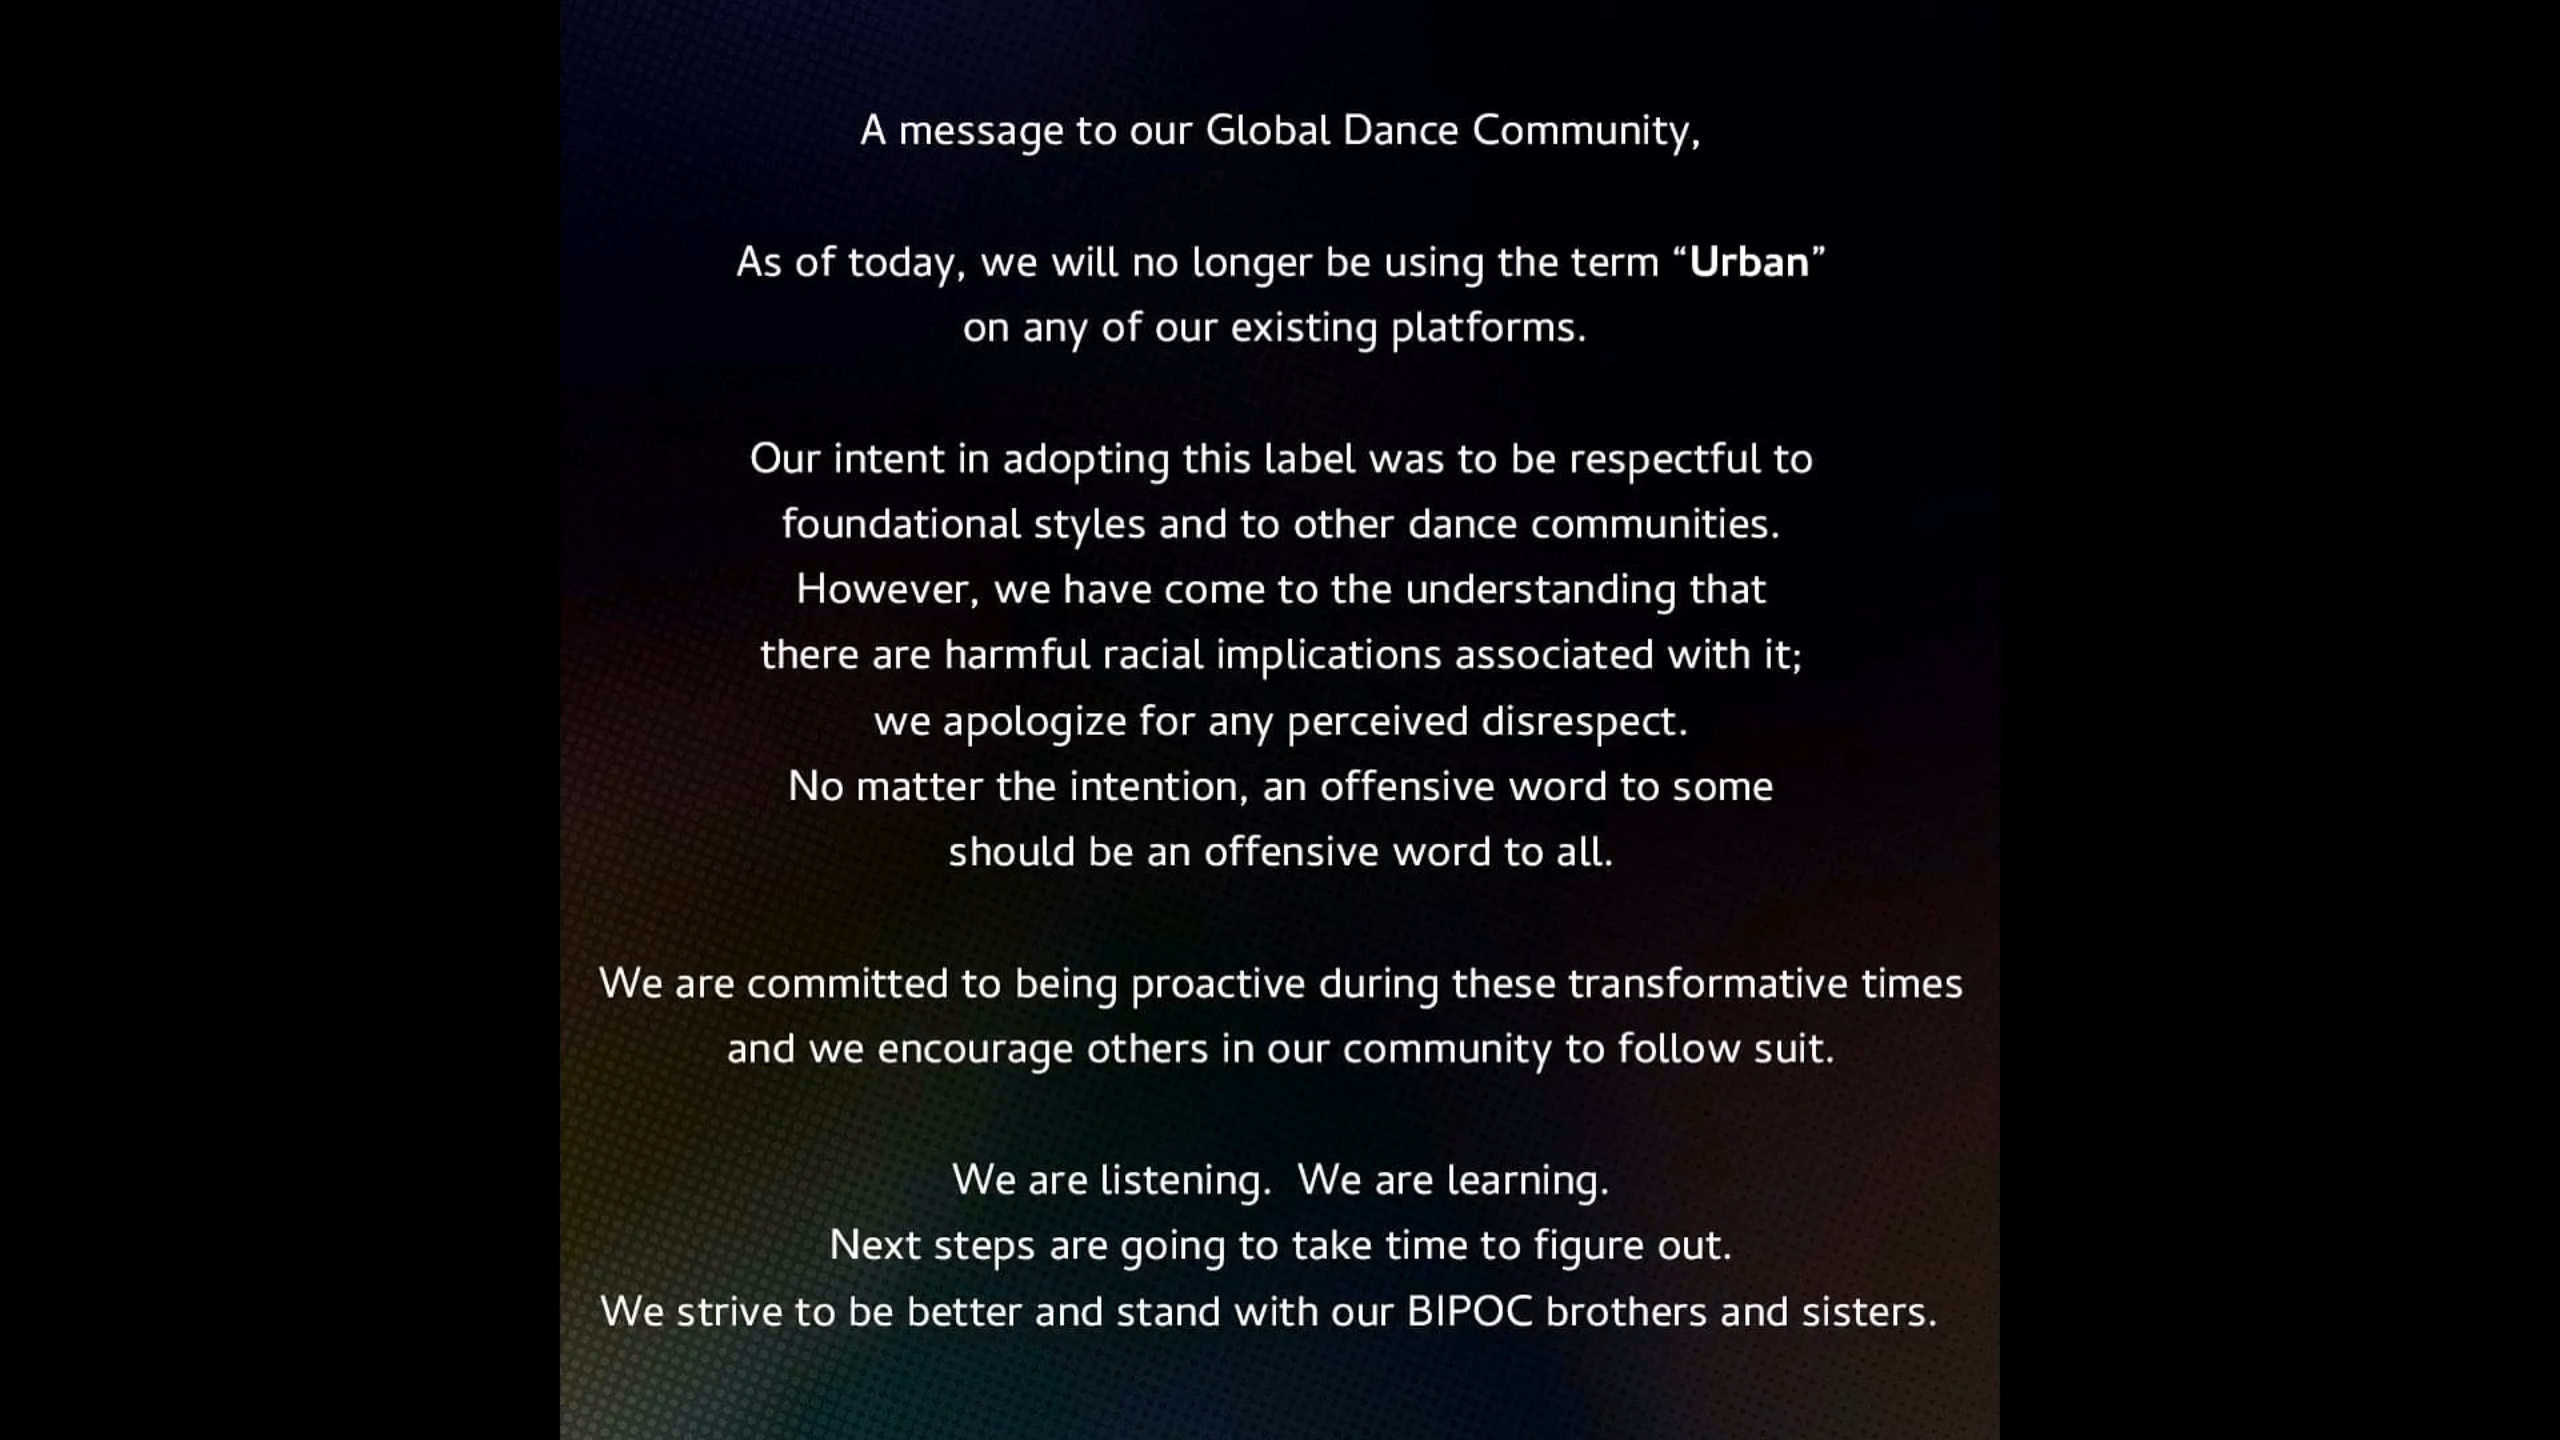 A message to our Global Dance Community,
As of today, we will no longer be using the term “Urban”
on any of our existing platforms.
Our intent in adopting this label was to be respectful to
foundational styles and to other dance communities.
However, we have come to the understanding that
there are harmful racial implications associated with it;
we apologize for any perceived disrespect.
No matter the intention, an offensive word to some
should be an offensive word to all.
We are committed to being proactive during these transformative times
and we encourage others in our community to follow suit.
We are listening.  We are learning.
Next steps are going to take time to figure out.
We strive to be better and stand with our BIPOC brothers and sisters.